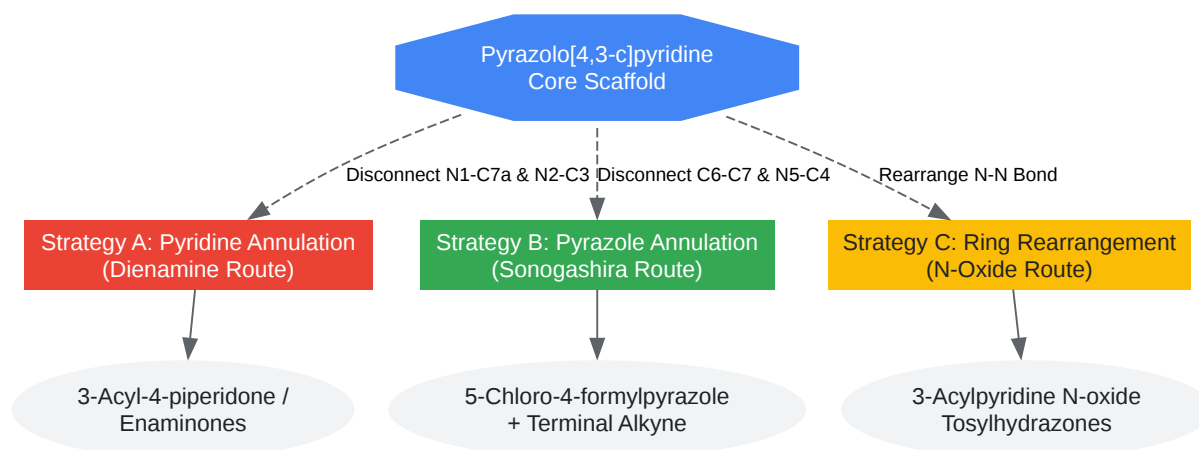 Pyrazolo[4,3-c]pyridine
Core Scaffold
Disconnect N1-C7a & N2-C3
Disconnect C6-C7 & N5-C4
Rearrange N-N Bond
Strategy A: Pyridine Annulation
(Dienamine Route)
Strategy B: Pyrazole Annulation
(Sonogashira Route)
Strategy C: Ring Rearrangement
(N-Oxide Route)
3-Acyl-4-piperidone /
Enaminones
5-Chloro-4-formylpyrazole
+ Terminal Alkyne
3-Acylpyridine N-oxide
Tosylhydrazones